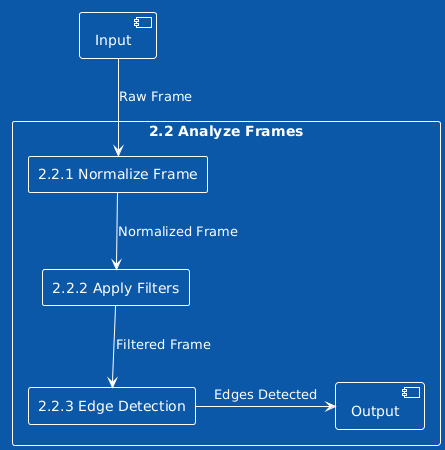 Input
Raw Frame
2.2 Analyze Frames
2.2.1 Normalize Frame
Normalized Frame
2.2.2 Apply Filters
Filtered Frame
2.2.3 Edge Detection
Edges Detected
Output